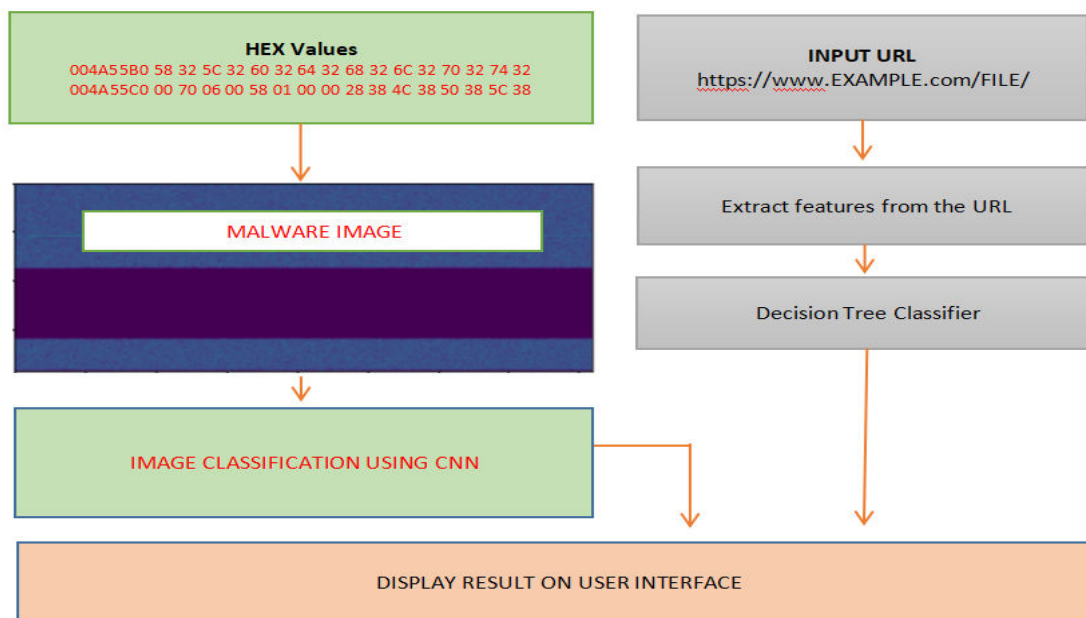 HEX Values
004A55B0 58 32 5C 32 60 32 64 32 68 32 6C 32 70 32 74 32
004A55C0 00 70 06 00 58 01 00 00 28 38 4C 38 50 38 5C 38
MALWARE IMAGE
IMAGE CLASSIFICATION USING CNN
INPUT URL
https://www.EXAMPLE.com/FILE/
Extract features from the URL
Decision Tree Classifier
DISPLAY RESULT ON USER INTERFACE